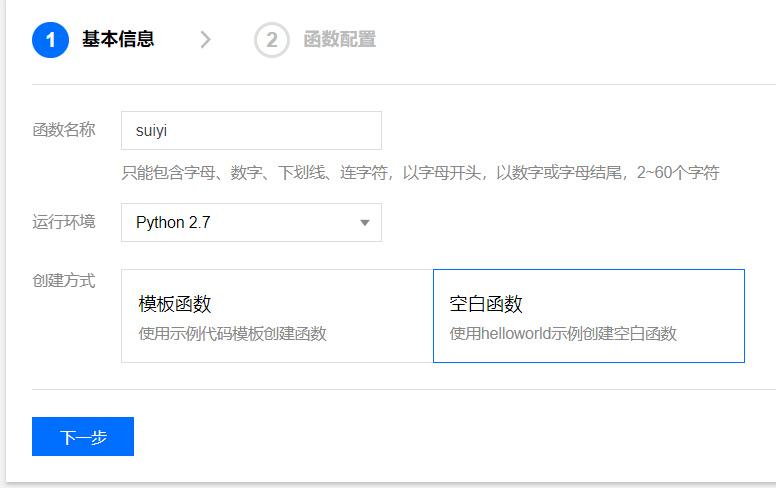 1 基本信息 2 函数配置
函数名称 suiyi
只能包含字母、数字、下划线、连字符，以字母开头，以数字或字母结尾，2~60个字符
运行环境 Python 2.7
创建方式 模板函数 空白函数
使用示例代码模板创建函数 使用helloworld示例创建空白函数
下一步